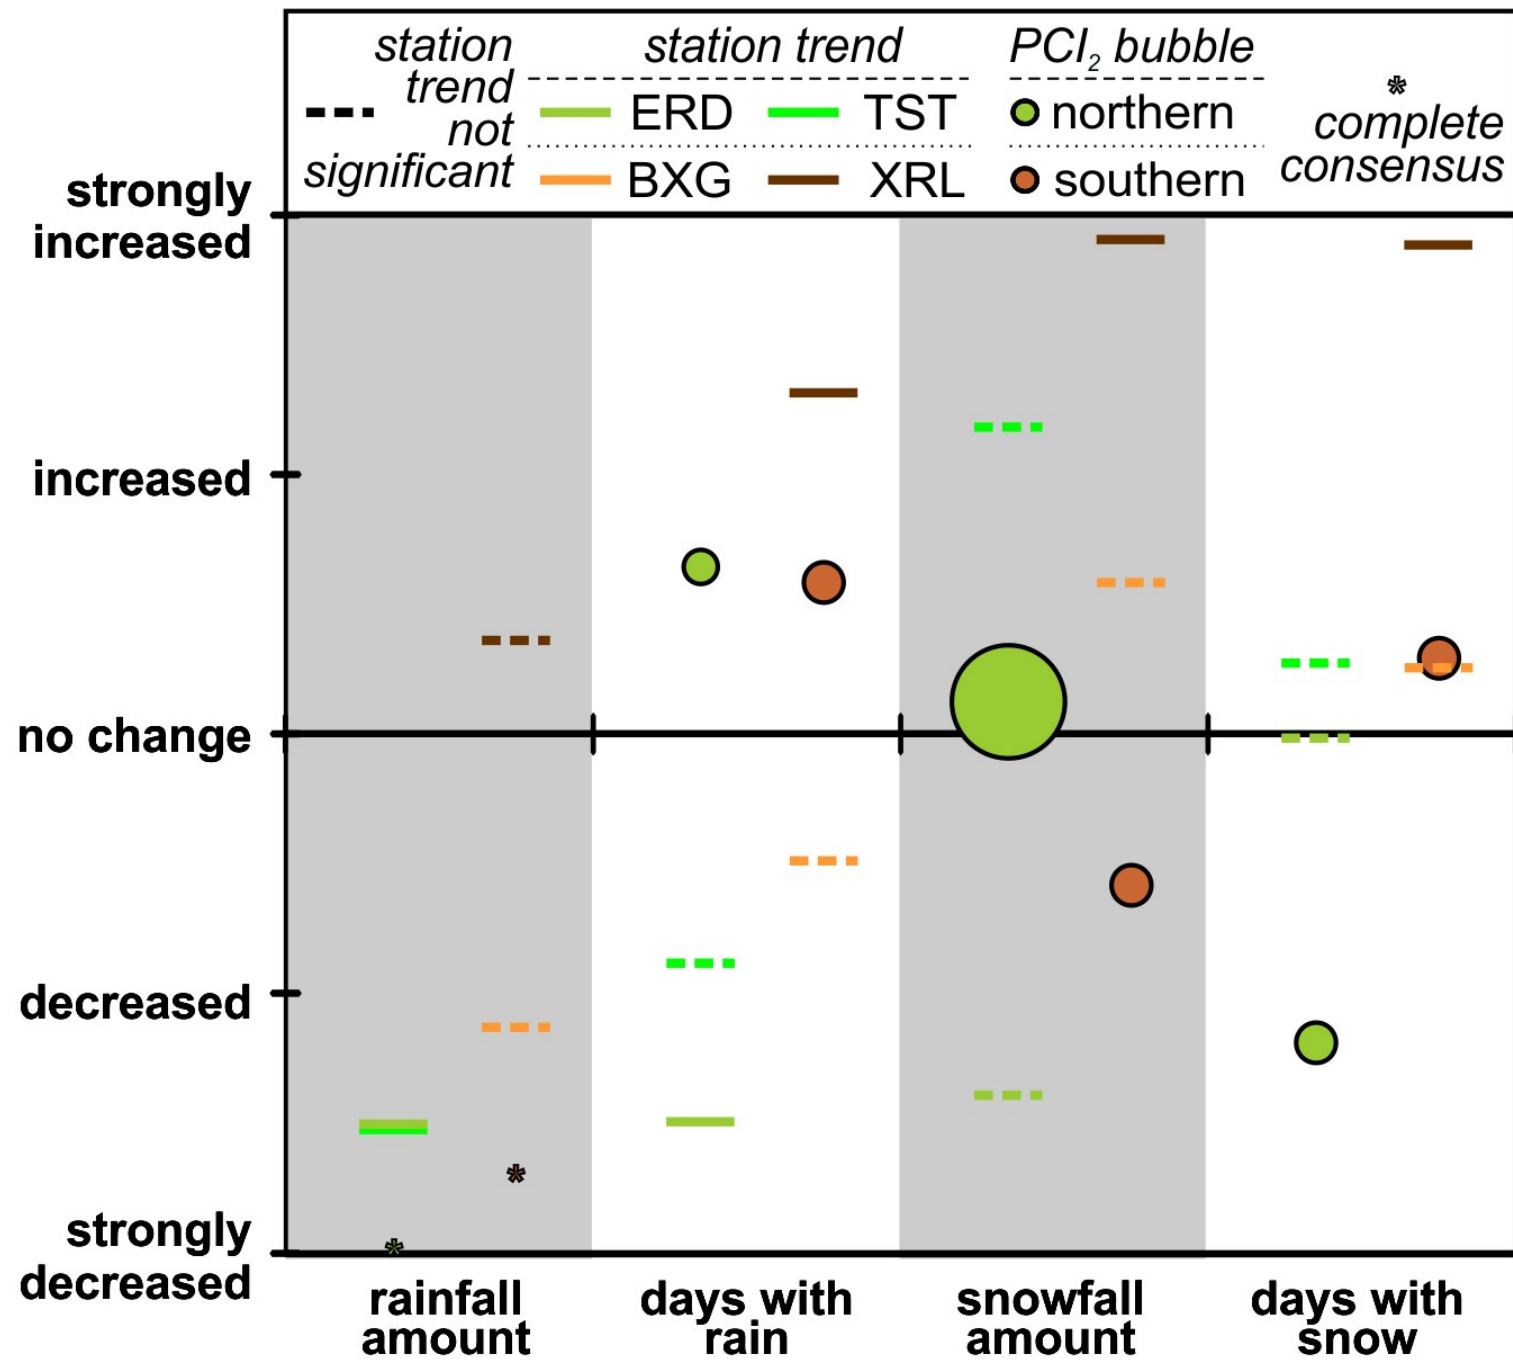 station
trend
not
significant
station trend
ERD
TST
BXG
XRL
PCI₂ bubble
northern
southern
*
complete
consensus
strongly
increased
increased
no change
decreased
strongly
decreased
*
*
rainfall
amount
days with
rain
snowfall
amount
days with
snow